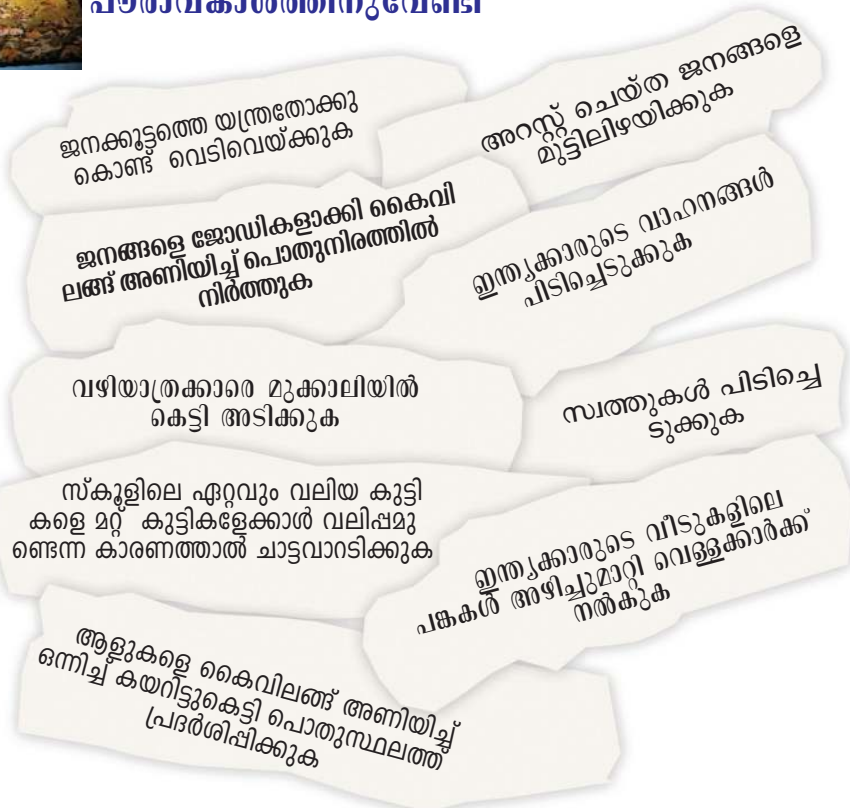 പൗരാവകാശത്തിനുവേണ്ടി
ജനക്കൂട്ടത്തെ യന്ത്രതോക്കു
കൊണ്ട് വെടിവെയ്ക്കുക
അറസ്റ്റ് ചെയ്ത ജനങ്ങളെ
മുട്ടിലിഴയിക്കുക
ജനങ്ങളെ ജോഡികളാക്കി കൈവി
ലങ്ങ് അണിയിച്ച് പൊതുനിരത്തിൽ
നിർത്തുക
ഇന്ത്യക്കാരുടെ വാഹനങ്ങൾ
പിടിച്ചെടുക്കുക
വഴിയാത്രക്കാരെ മുക്കാലിയിൽ
കെട്ടി അടിക്കുക
സ്വത്തുകൾ പിടിച്ചെ
ടുക്കുക
സ്കൂളിലെ ഏറ്റവും വലിയ കുട്ടി
കളെ മറ്റ് കുട്ടികളേക്കാൾ വലിപ്പമു
ണ്ടെന്ന കാരണത്താൽ ചാട്ടവാറടിക്കുക
ഇന്ത്യക്കാരുടെ വീടുകളിലെ
പങ്കകൾ അഴിച്ചുമാറ്റി വെള്ളക്കാർക്ക്
നൽകുക
ആളുകളെ കൈവിലങ്ങ് അണിയിച്ച്
ഒന്നിച്ച് കയറിട്ടുകെട്ടി പൊതുസ്ഥലത്ത്
പ്രദർശിപ്പിക്കുക